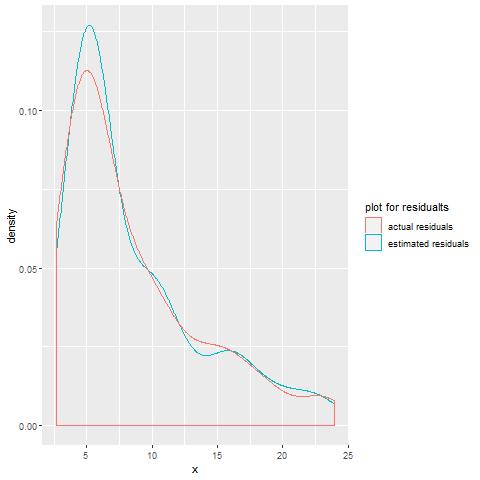 density
0.10
0.05
0.00
5
10
15
20
25
x
plot for residualts
actual residuals
estimated residuals